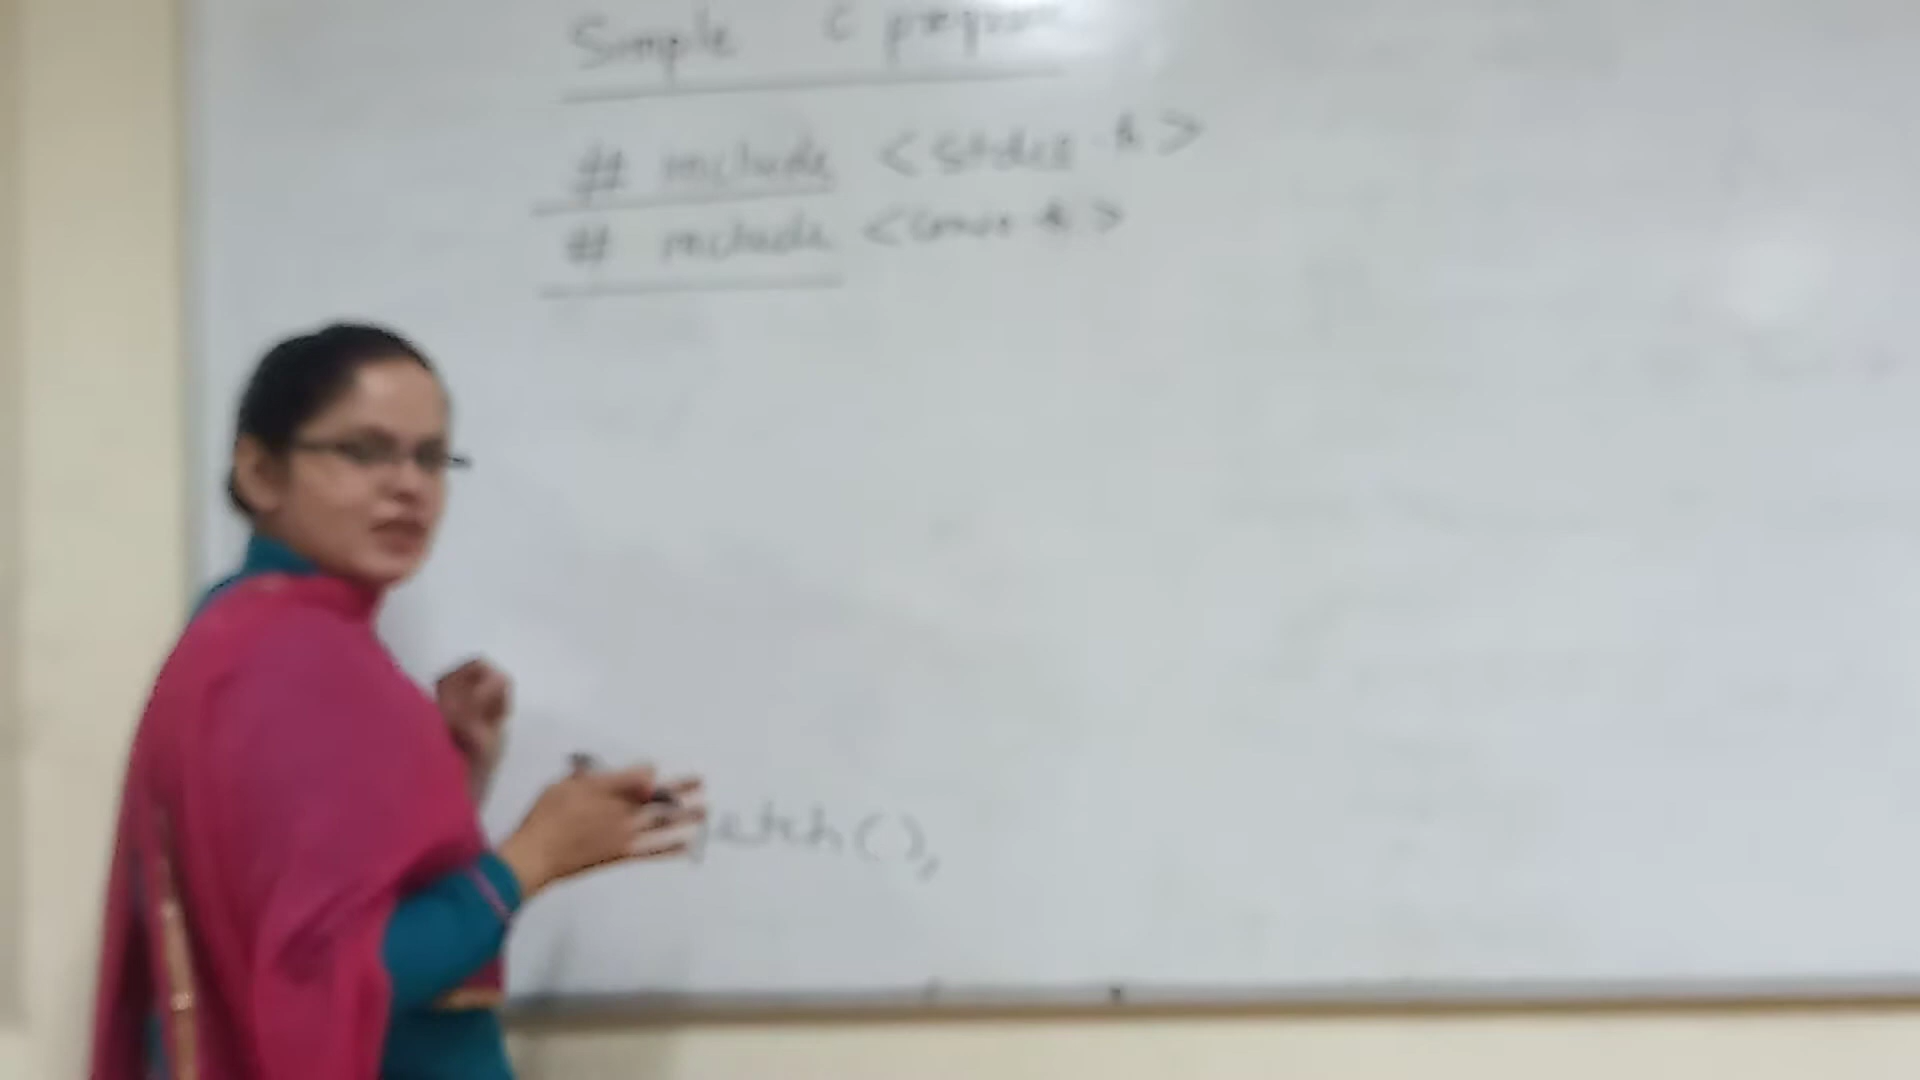 Simple C program
# include <stdio.h>
# include <conio.h>
getch();